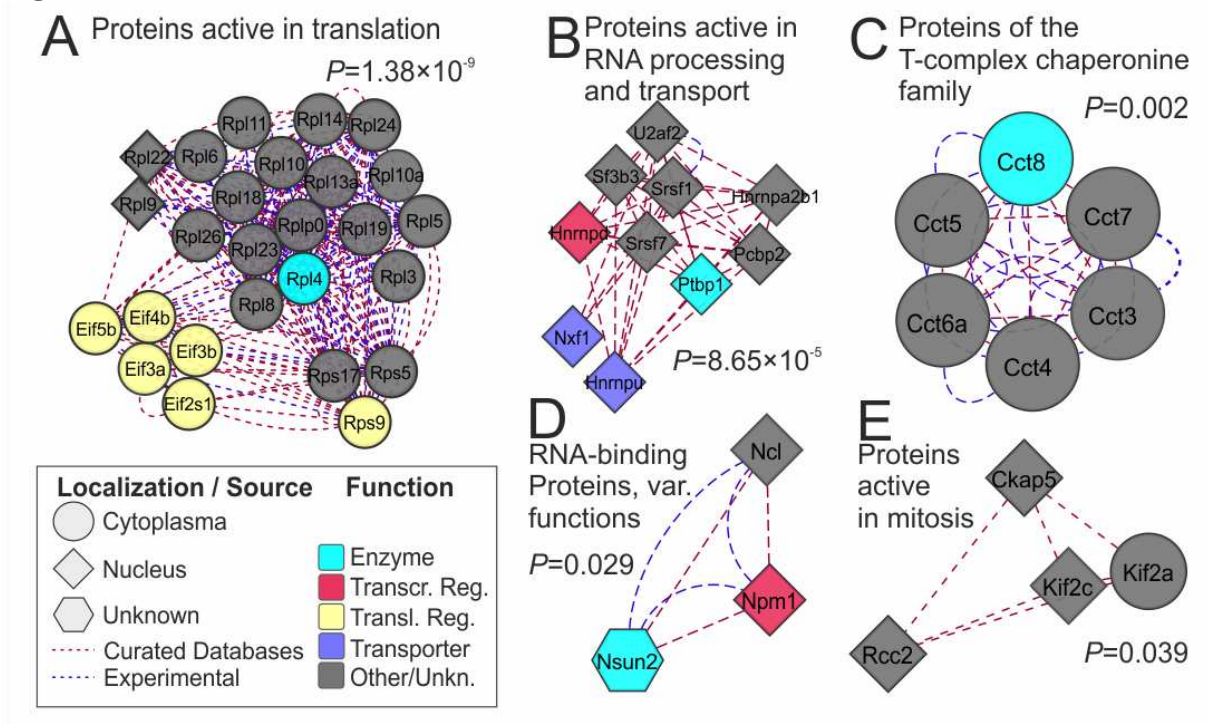 A Proteins active in translation
P=1.38×10⁻⁹
Rpl11
Rpl14
Rpl24
Rpl22
Rpl6
Rpl10
Rpl13a
Rpl10a
Rpl9
Rpl18
Rplp0
Rpl19
Rpl5
Rpl26
Rpl23
Rpl4
Rpl3
Rpl8
Eif5b
Eif4b
Eif3b
Eif3a
Eif2s1
Rps17
Rps5
Rps9
B Proteins active in
RNA processing
and transport
U2af2
Sf3b3
Srsf1
Hnrnpa2b1
Hnrnpd
Srsf7
Pcbp2
Ptbp1
Nxf1
Hnrnpu
P=8.65×10⁻⁵
C Proteins of the
T-complex chaperonine
family
P=0.002
Cct8
Cct5
Cct7
Cct6a
Cct3
Cct4
Localization / Source
Cytoplasma
Nucleus
Unknown
Curated Databases
Experimental
Function
Enzyme
Transcr. Reg.
Transl. Reg.
Transporter
Other/Unkn.
D
RNA-binding
Proteins, var.
functions
P=0.029
Ncl
Npm1
Nsun2
E
Proteins
active
in mitosis
Ckap5
Kif2c
Kif2a
Rcc2
P=0.039